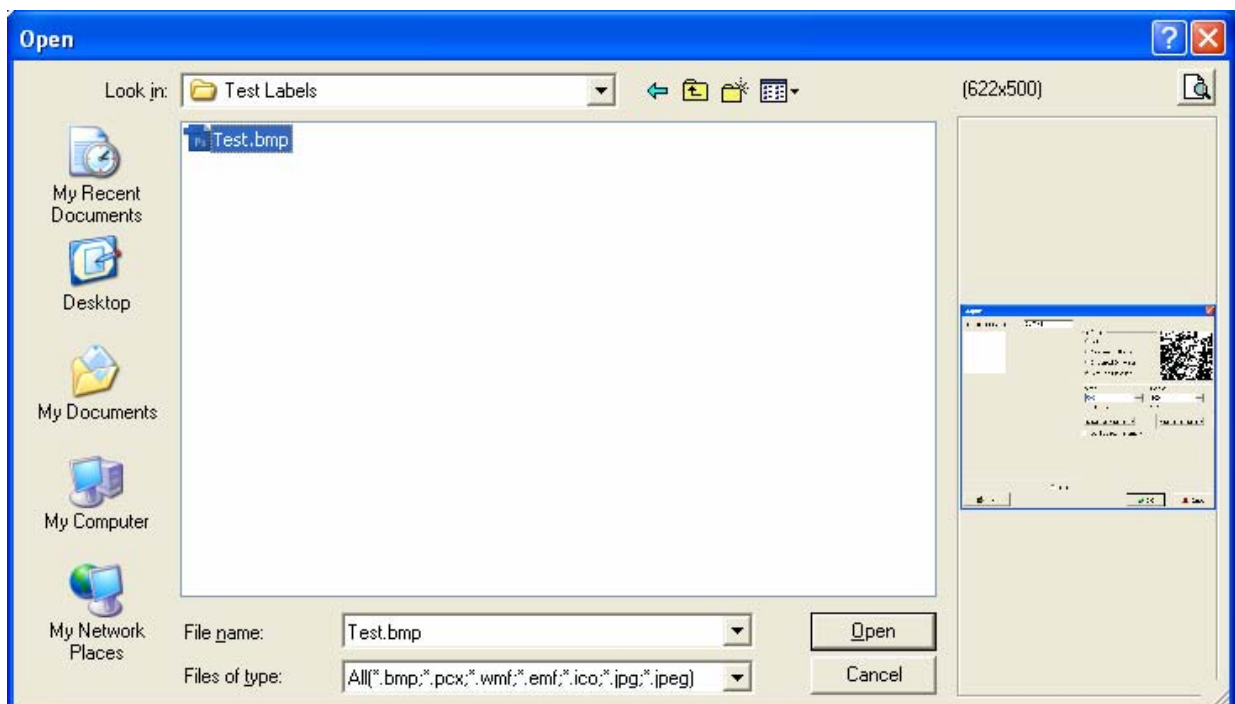 Open
Look in: Test Labels (622x500)
Test.bmp
My Recent
Documents
Desktop
My Documents
My Computer
My Network
Places
File name: Test.bmp Open
Files of type: All(*.bmp;*.pcx;*.wmf;*.emf;*.ico;*.jpg;*.jpeg) Cancel